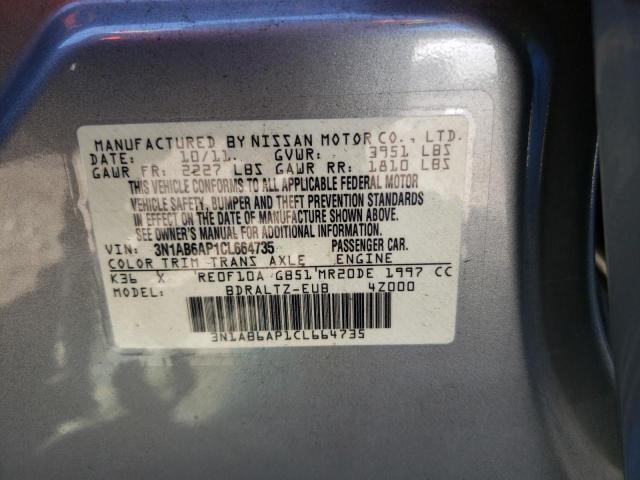 MANUFACTURED BY NISSAN MOTOR CO., LTD.
DATE: 10/11. GVWR: 3951 LBS
GAWR FR: 2227 LBS GAWR RR: 1810 LBS
THIS VEHICLE CONFORMS TO ALL APPLICABLE FEDERAL MOTOR
VEHICLE SAFETY, BUMPER AND THEFT PREVENTION STANDARDS
IN EFFECT ON THE DATE OF MANUFACTURE SHOWN ABOVE.
SEE OWNER'S MANUAL FOR ADDITIONAL INFORMATION.
VIN: 3N1AB6AP1CL664735 PASSENGER CAR.
COLOR TRIM TRANS AXLE ENGINE
K36 X RE0F10A GB51 MR20DE 1997 CC
MODEL: BDRALTZ-EUB 4Z000
3N1AB6AP1CL664735